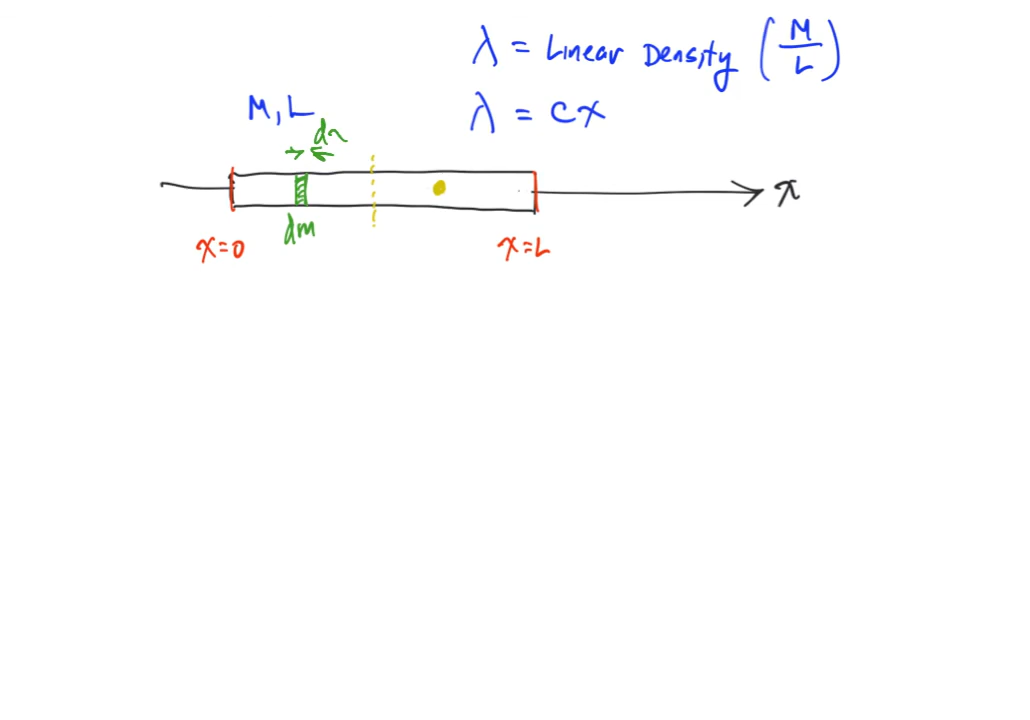 λ = Linear Density (M/L)
λ = cx
M, L
dx
x
dm
x=0
x=L